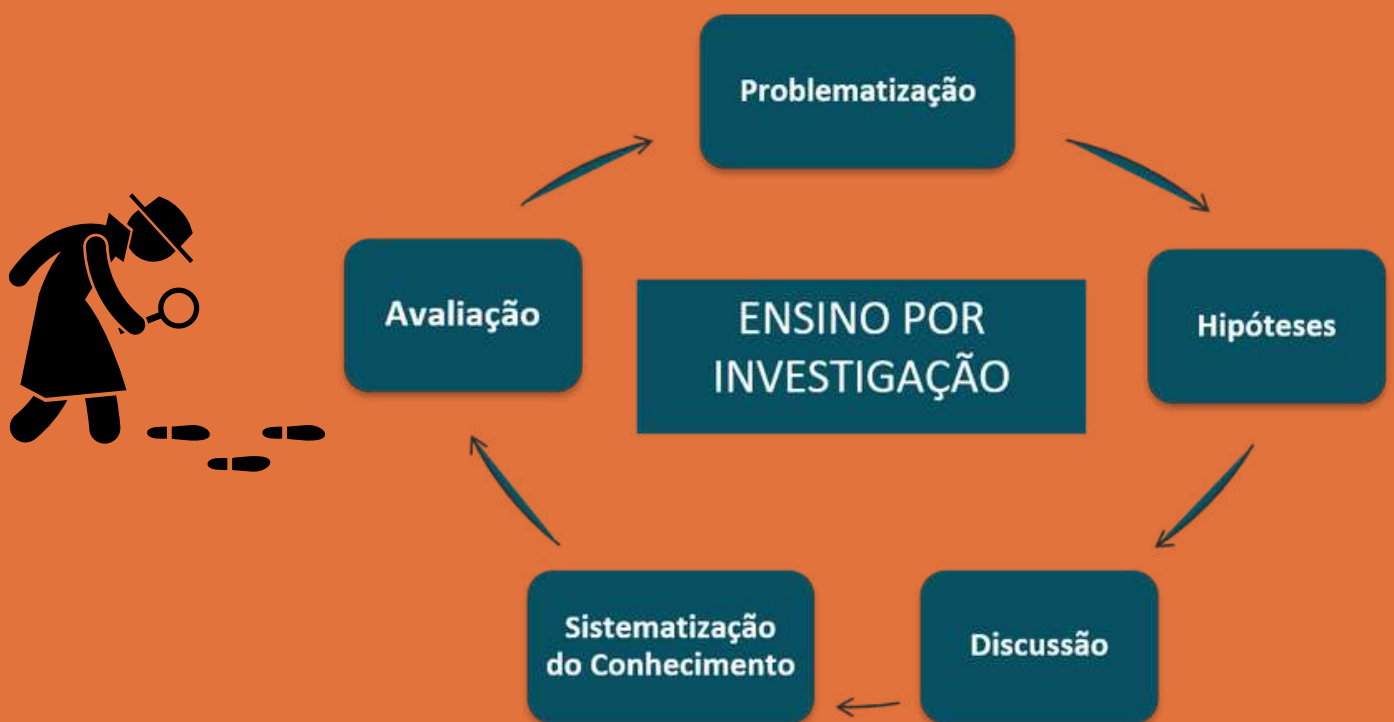 Problematização
Avaliação
ENSINO POR
INVESTIGAÇÃO
Hipóteses
Sistematização
do Conhecimento
Discussão